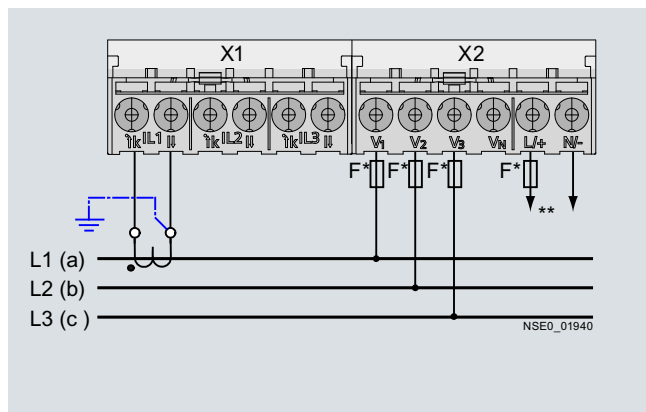 X1 X2
°k IL1 l↓ °k IL2 l↓ °k IL3 l↓ V₁ V₂ V₃ VN L/+ N/-
F* F* F* F*
**
L1 (a)
L2 (b)
L3 (c )
NSE0_01940